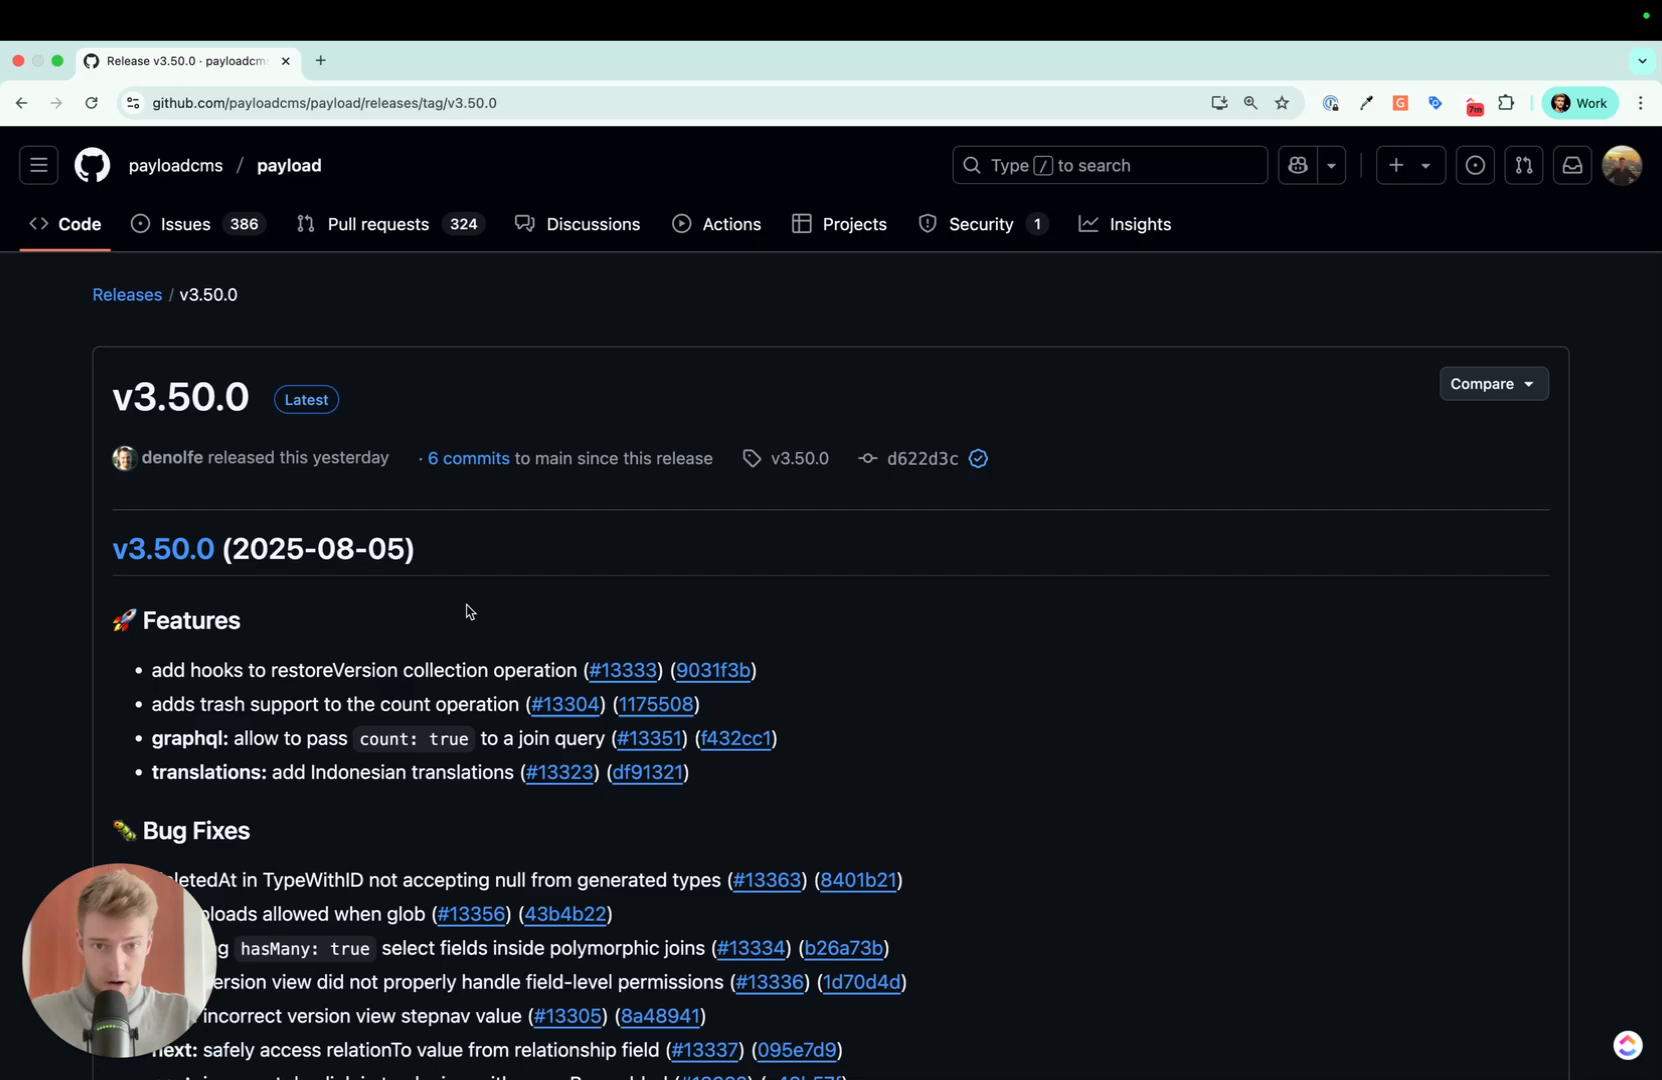 Release v3.50.0 · payloadcm
github.com/payloadcms/payload/releases/tag/v3.50.0
G
7m
Work
payloadcms / payload
Type / to search
Code
Issues 386
Pull requests 324
Discussions
Actions
Projects
Security 1
Insights
Releases / v3.50.0
v3.50.0 Latest
Compare
denolfe released this yesterday · 6 commits to main since this release v3.50.0 d622d3c
v3.50.0 (2025-08-05)
🚀 Features
• add hooks to restoreVersion collection operation (#13333) (9031f3b)
• adds trash support to the count operation (#13304) (1175508)
• graphql: allow to pass count: true to a join query (#13351) (f432cc1)
• translations: add Indonesian translations (#13323) (df91321)
🐛 Bug Fixes
letedAt in TypeWithID not accepting null from generated types (#13363) (8401b21)
ploads allowed when glob (#13356) (43b4b22)
g hasMany: true select fields inside polymorphic joins (#13334) (b26a73b)
ersion view did not properly handle field-level permissions (#13336) (1d70d4d)
incorrect version view stepnav value (#13305) (8a48941)
next: safely access relationTo value from relationship field (#13337) (095e7d9)